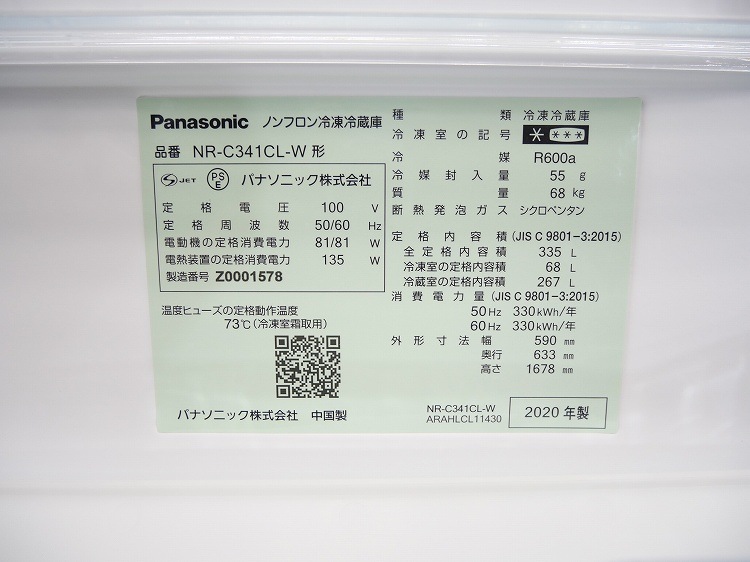 Panasonic ノンフロン冷凍冷蔵庫
品番 NR-C341CL-W 形
JET PSE パナソニック株式会社
定格電圧 100 V
定格周波数 50/60 Hz
電動機の定格消費電力 81/81 W
電熱装置の定格消費電力 135 W
製造番号 Z0001578
温度ヒューズの定格動作温度
73℃(冷凍室霜取用)
パナソニック株式会社 中国製
種類 冷凍冷蔵庫
冷凍室の記号 * ***
冷媒 R600a
冷媒封入量 55 g
質量 68 kg
断熱発泡ガス シクロペンタン
定格内容積 (JIS C 9801-3:2015)
全定格内容積 335 L
冷凍室の定格内容積 68 L
冷蔵室の定格内容積 267 L
消費電力量 (JIS C 9801-3:2015)
50Hz 330kWh/年
60Hz 330kWh/年
外形寸法 幅 590 mm
奥行 633 mm
高さ 1678 mm
NR-C341CL-W
ARAHLCL11430
2020年製